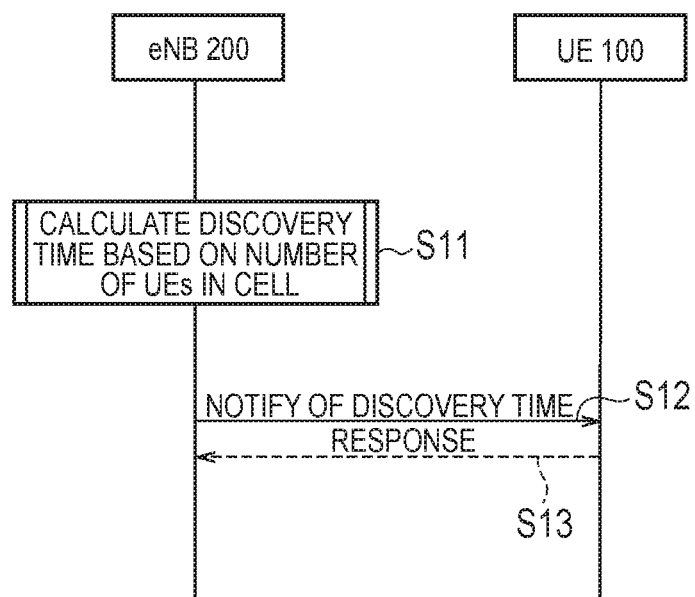 eNB 200
UE 100
CALCULATE DISCOVERY
TIME BASED ON NUMBER
OF UEs IN CELL
S11
NOTIFY OF DISCOVERY TIME
S12
RESPONSE
S13